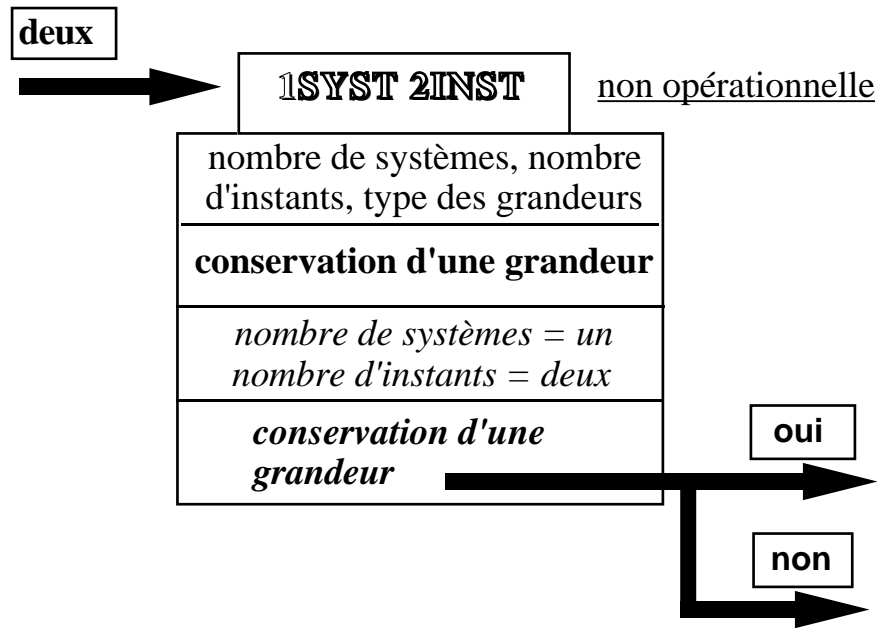 deux
1SYST 2INST
non opérationnelle
nombre de systèmes, nombre
d'instants, type des grandeurs
conservation d'une grandeur
nombre de systèmes = un
nombre d'instants = deux
conservation d'une
grandeur
oui
non